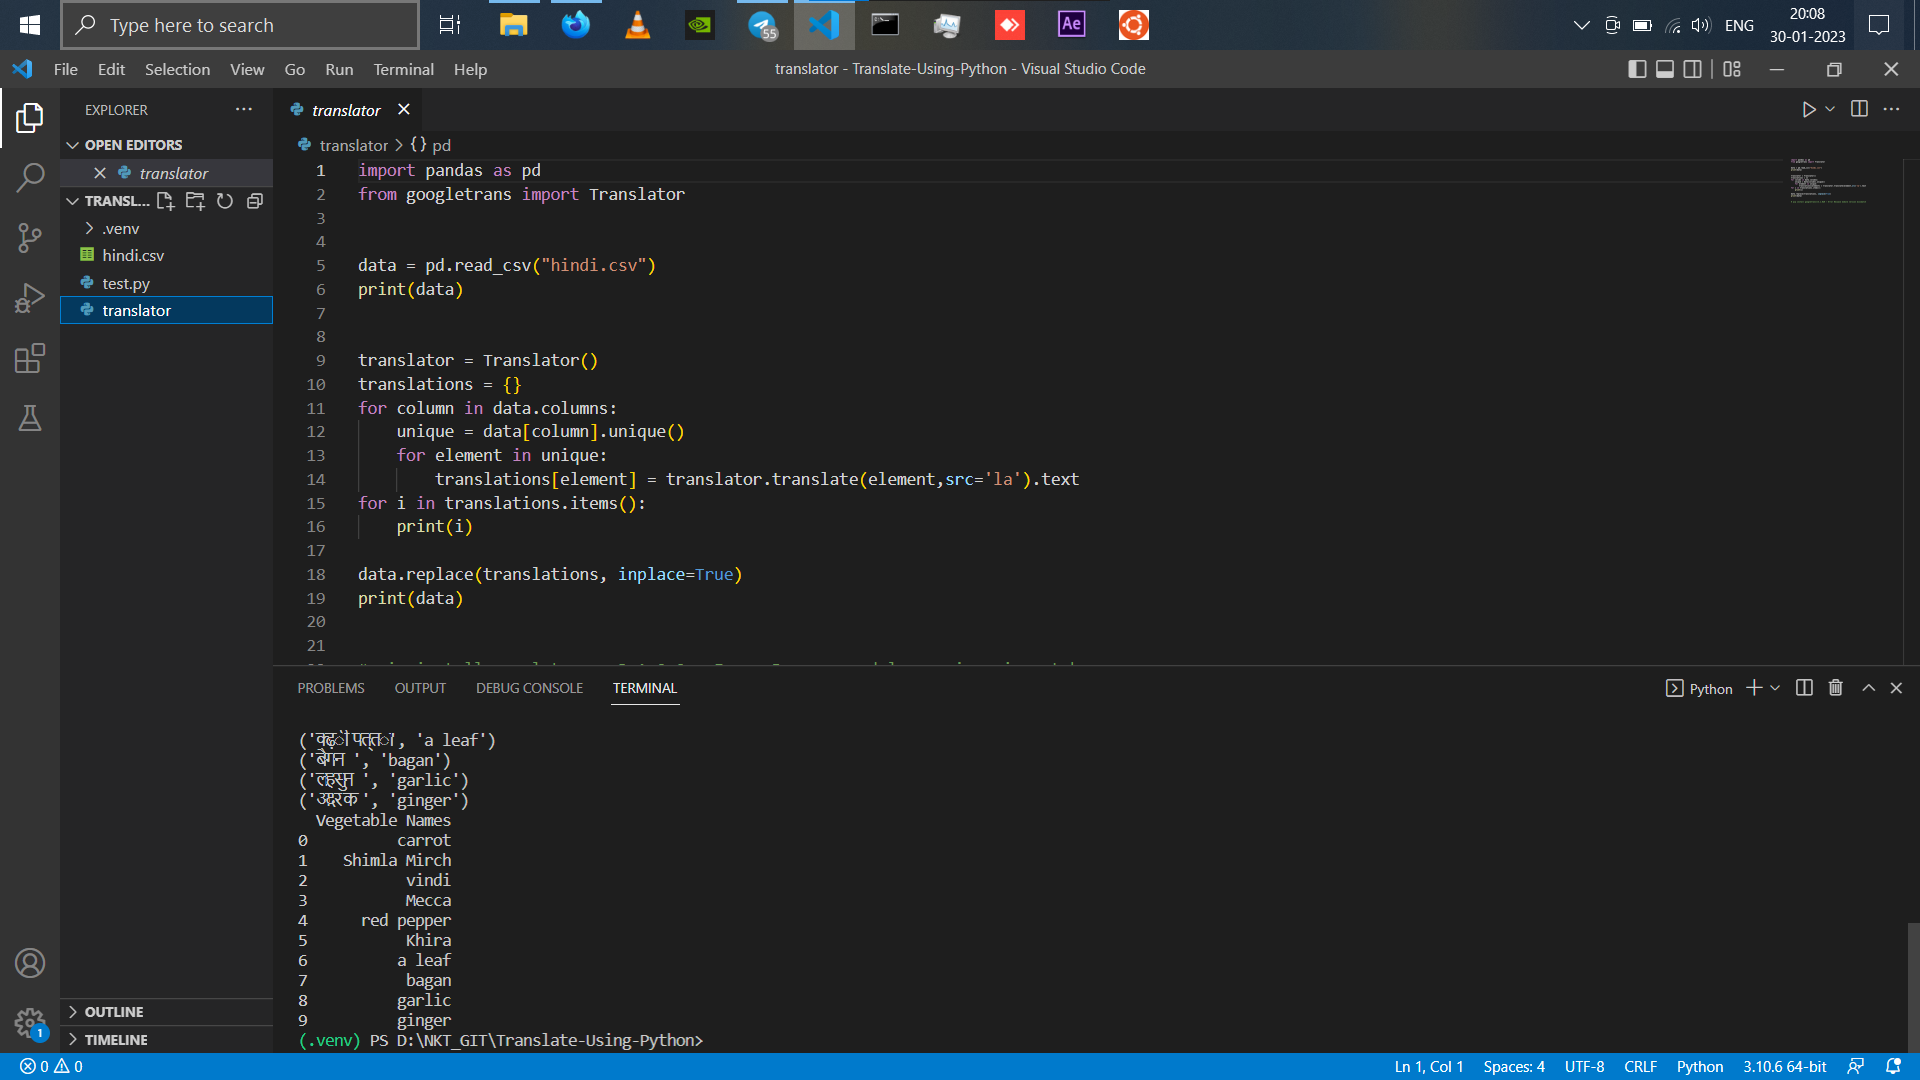 Type here to search
55
ENG
20:08
30-01-2023
File Edit Selection View Go Run Terminal Help
translator - Translate-Using-Python - Visual Studio Code
EXPLORER
OPEN EDITORS
translator
TRANSL...
.venv
hindi.csv
test.py
translator
OUTLINE
TIMELINE
1
translator
translator > {} pd
1 import pandas as pd
2 from googletrans import Translator
3
4
5 data = pd.read_csv("hindi.csv")
6 print(data)
7
8
9 translator = Translator()
10 translations = {}
11 for column in data.columns:
12 unique = data[column].unique()
13 for element in unique:
14 translations[element] = translator.translate(element,src='la').text
15 for i in translations.items():
16 print(i)
17
18 data.replace(translations, inplace=True)
19 print(data)
20
21
PROBLEMS OUTPUT DEBUG CONSOLE TERMINAL
Python
(' ', 'a leaf')
('बैगन ', 'bagan')
('लहसुन ', 'garlic')
('अदरक ', 'ginger')
Vegetable Names
0 carrot
1 Shimla Mirch
2 vindi
3 Mecca
4 red pepper
5 Khira
6 a leaf
7 bagan
8 garlic
9 ginger
(.venv) PS D:\NKT_GIT\Translate-Using-Python>
0 0
Ln 1, Col 1 Spaces: 4 UTF-8 CRLF Python 3.10.6 64-bit